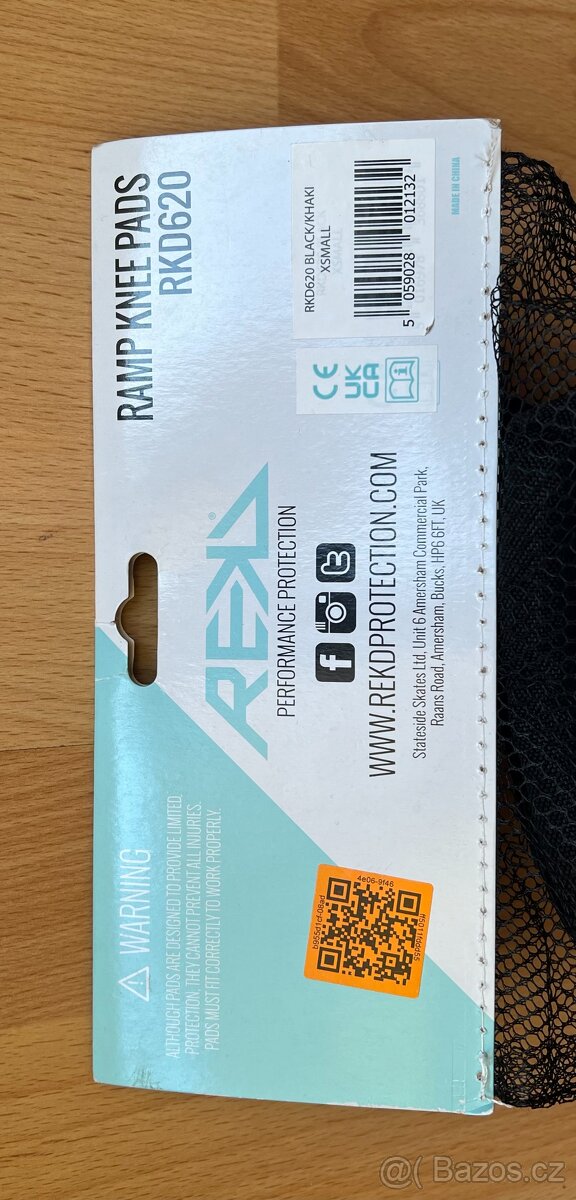 RAMP KNEE PADS
RKD620
RKD620 BLACK/KHAKI
XSMALL
5 059028 012132
MADE IN CHINA
CE
UK
CA
REKD®
PERFORMANCE PROTECTION
WWW.REKDPROTECTION.COM
Stateside Skates Ltd, Unit 6 Amersham Commercial Park,
Raans Road, Amersham, Bucks, HP6 6FT, UK
WARNING
ALTHOUGH PADS ARE DESIGNED TO PROVIDE LIMITED
PROTECTION, THEY CANNOT PREVENT ALL INJURIES.
PADS MUST FIT CORRECTLY TO WORK PROPERLY.
4e06-9f46
@Bazos.cz